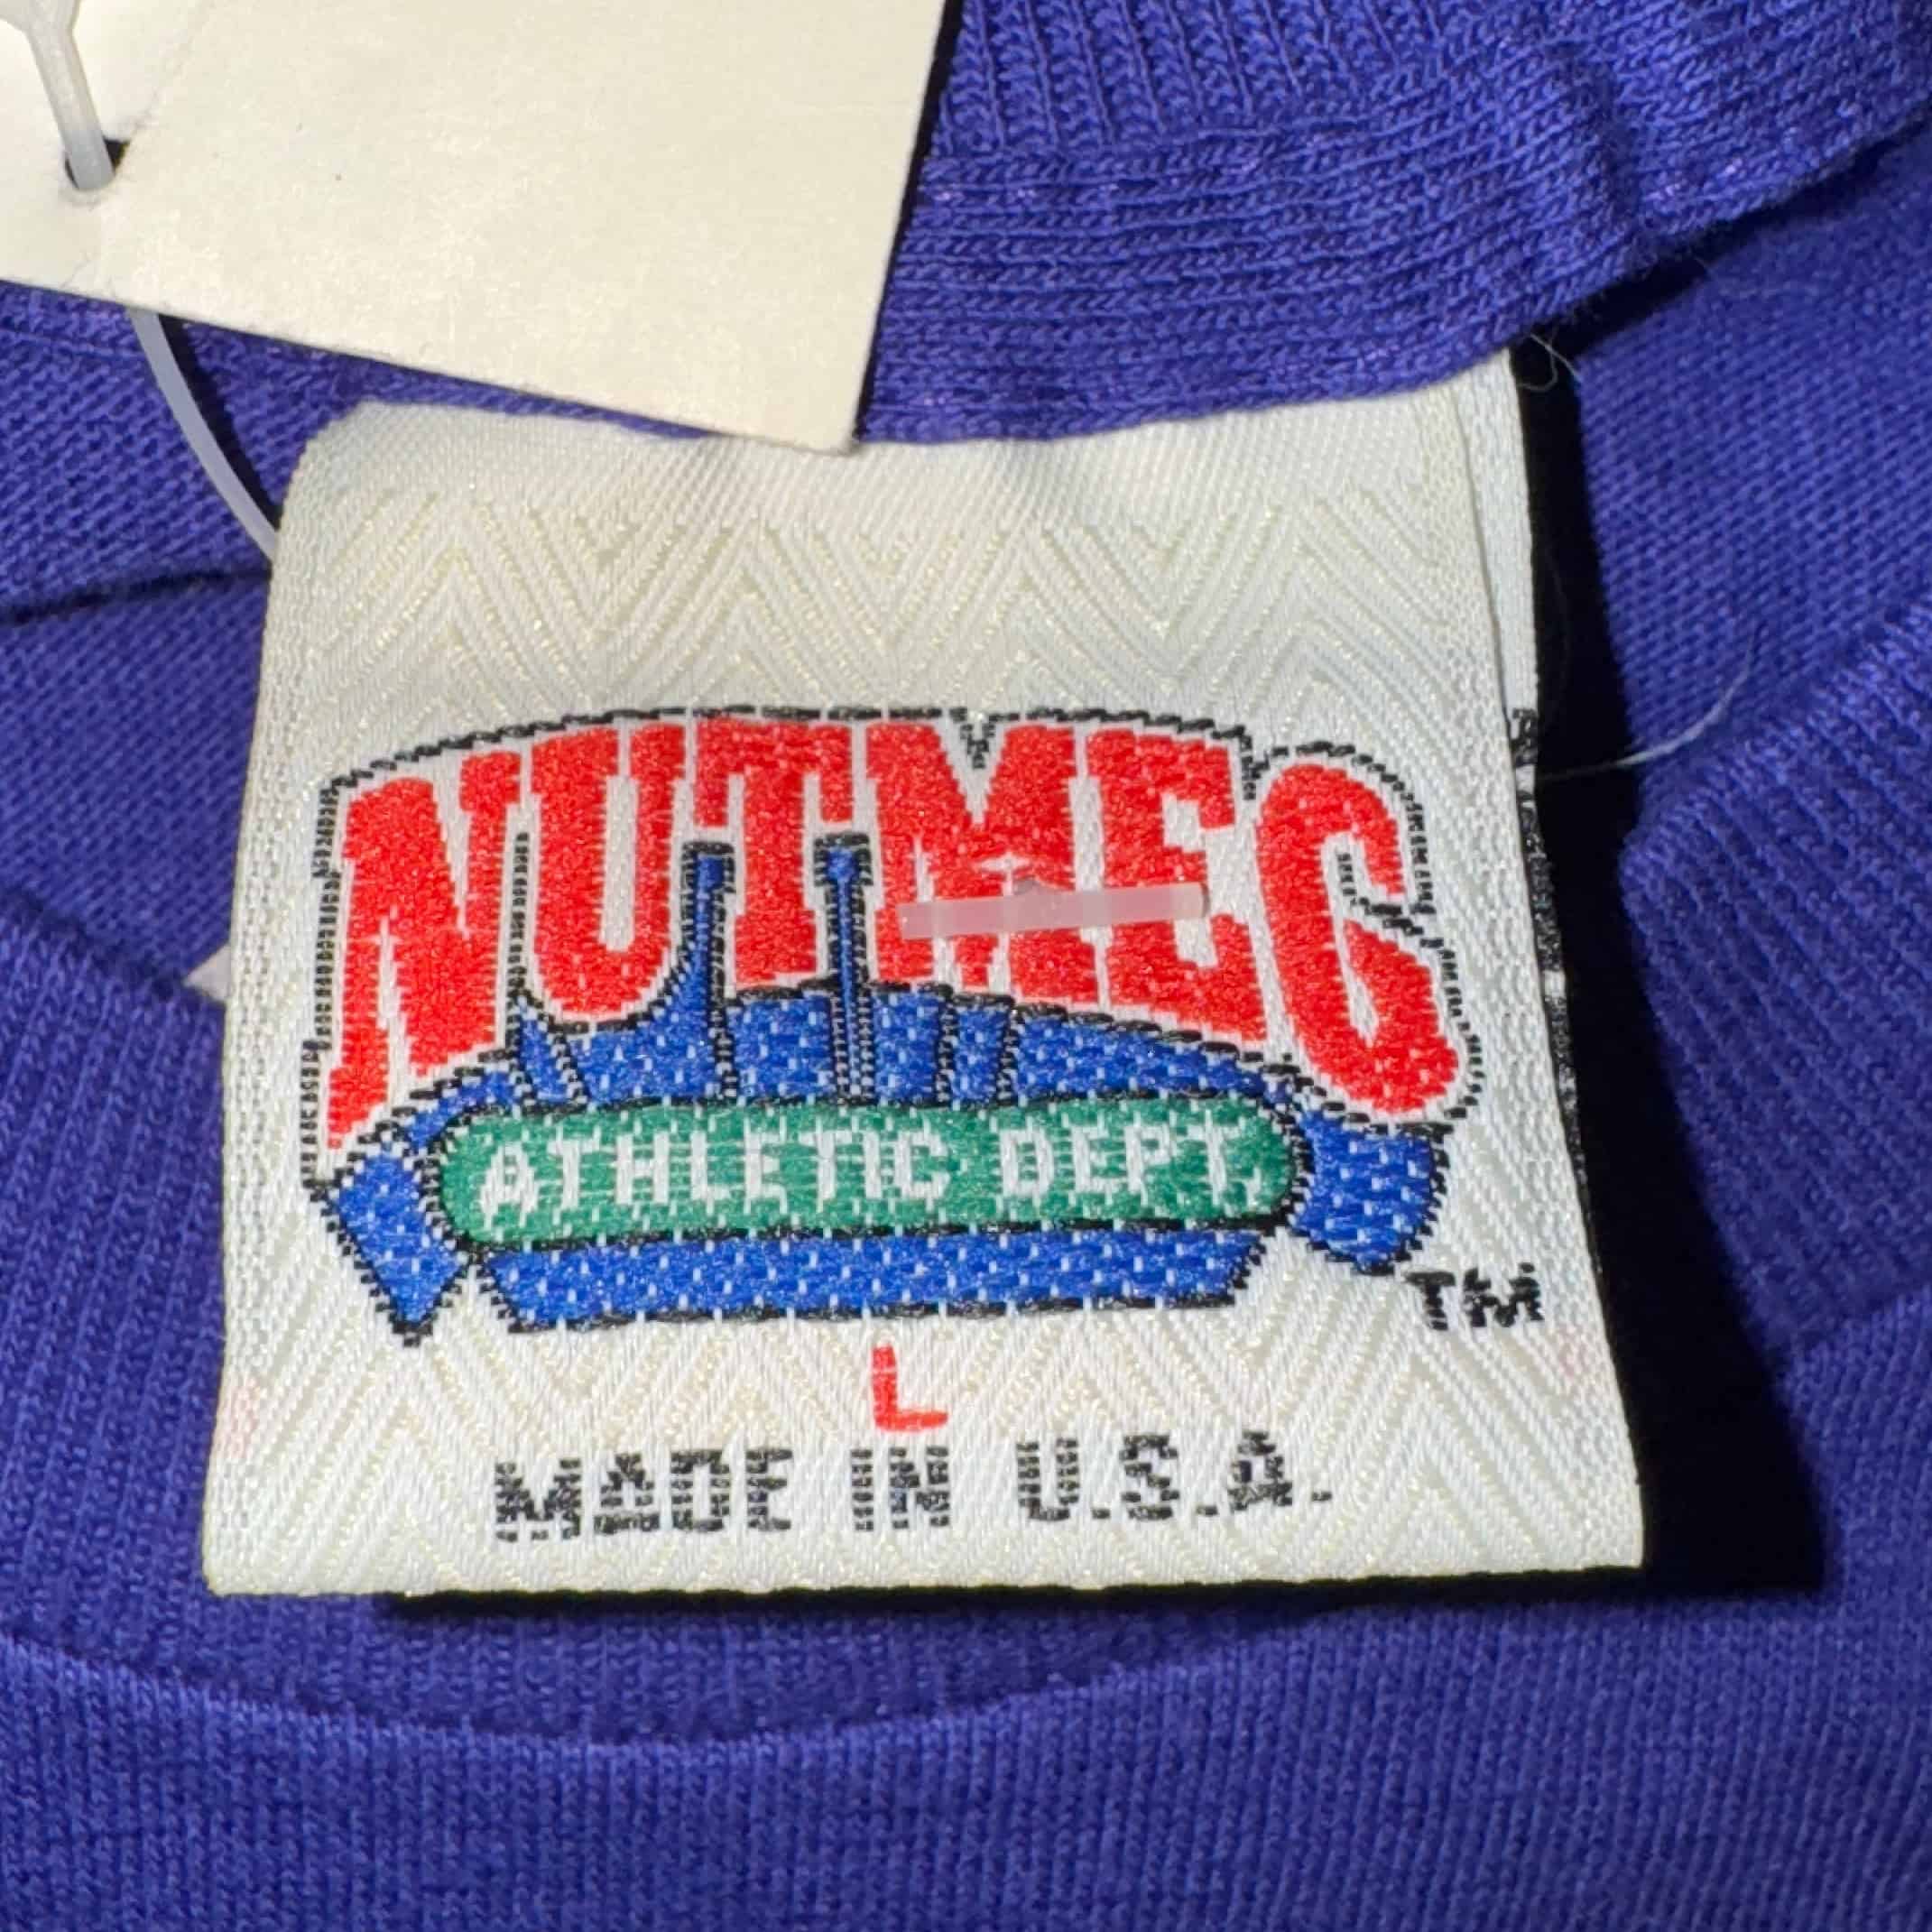 NUTMEG
ATHLETIC DEPT.
TM
L
MADE IN U.S.A.